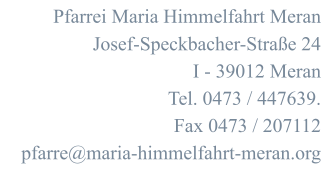 Pfarrei Maria Himmelfahrt Meran
Josef-Speckbacher-Straße 24
I - 39012 Meran
Tel. 0473 / 447639.
Fax 0473 / 207112
pfarre@maria-himmelfahrt-meran.org